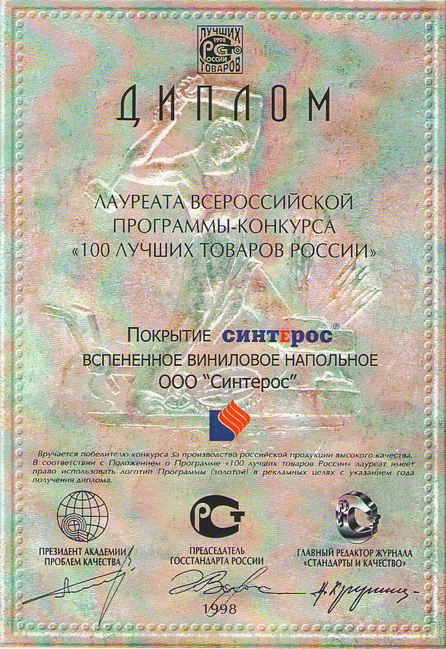 ЛУЧШИХ
1998
РСТ
РОССИИ
ТОВАРОВ
ДИПЛОМ
ЛАУРЕАТА ВСЕРОССИЙСКОЙ
ПРОГРАММЫ-КОНКУРСА
«100 ЛУЧШИХ ТОВАРОВ РОССИИ»
ПОКРЫТИЕ СИНТЕРОС®
ВСПЕНЕННОЕ ВИНИЛОВОЕ НАПОЛЬНОЕ
ООО "Синтерос"
Вручается победителю конкурса за производство российской продукции высокого качества.
В соответствии с Положением о Программе «100 лучших товаров России» лауреат имеет
право использовать логотип Программы (золотой) в рекламных целях с указанием года
получения диплома.
РСТ
ПРЕЗИДЕНТ АКАДЕМИИ
ПРОБЛЕМ КАЧЕСТВА
ПРЕДСЕДАТЕЛЬ
ГОССТАНДАРТА РОССИИ
ГЛАВНЫЙ РЕДАКТОР ЖУРНАЛА
«СТАНДАРТЫ И КАЧЕСТВО»
1998